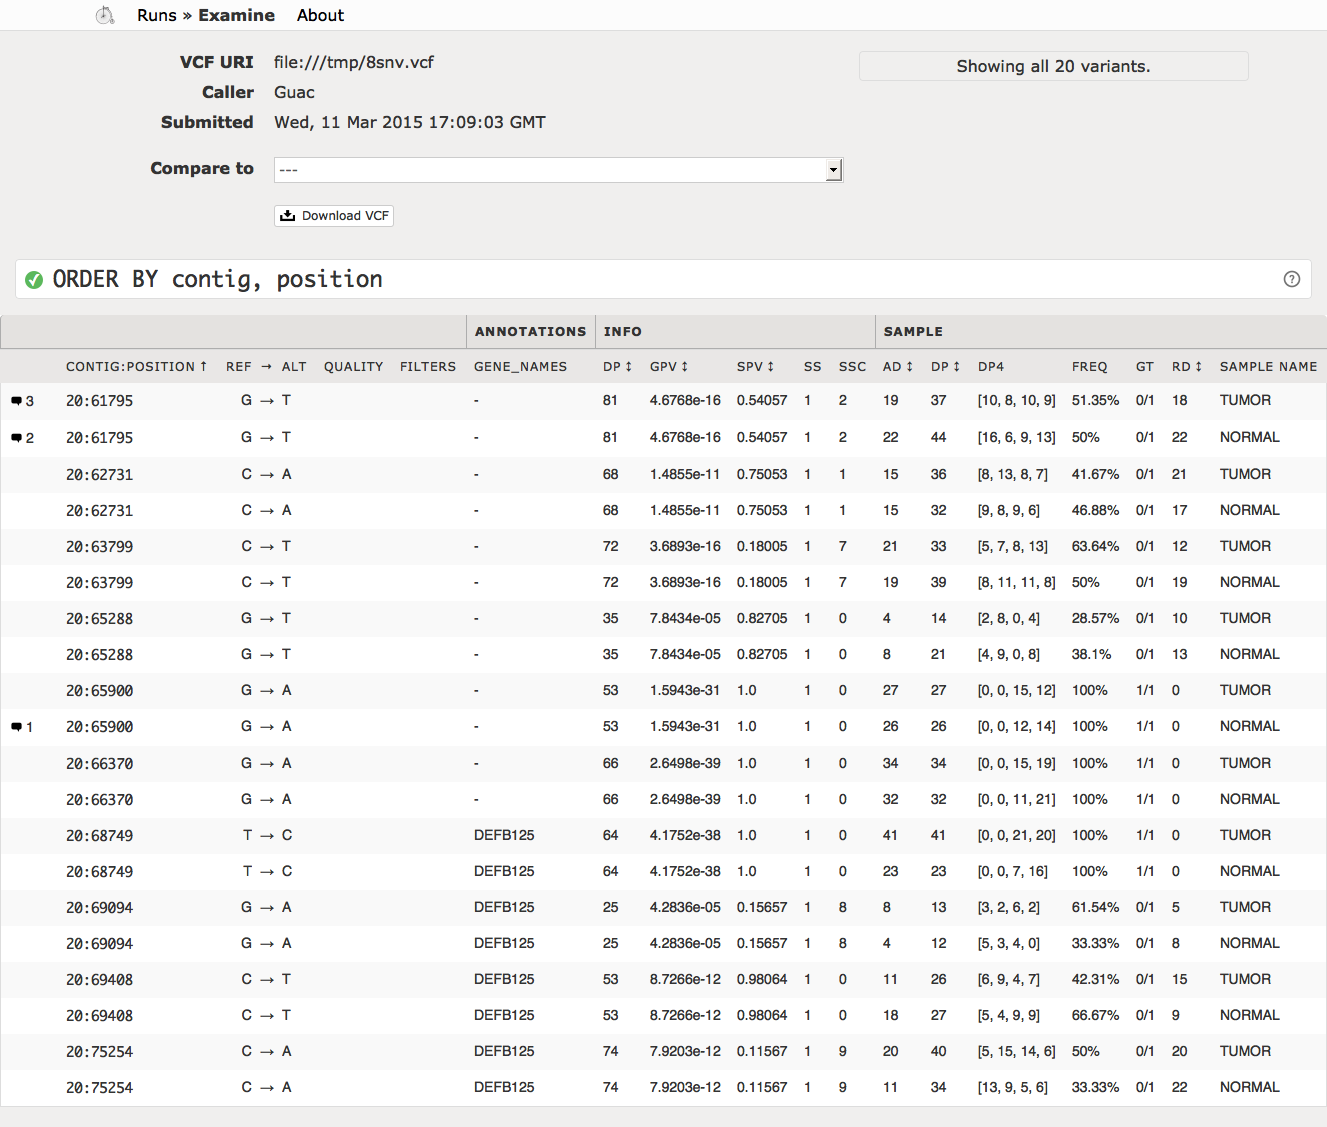 Runs » Examine About
VCF URI file:///tmp/8snv.vcf
Showing all 20 variants.
Caller Guac
Submitted Wed, 11 Mar 2015 17:09:03 GMT
Compare to ---
Download VCF
ORDER BY contig, position ?
ANNOTATIONS INFO SAMPLE
CONTIG:POSITION ↑ REF → ALT QUALITY FILTERS GENE_NAMES DP ↕ GPV ↕ SPV ↕ SS SSC AD ↕ DP ↕ DP4 FREQ GT RD ↕ SAMPLE NAME
3 20:61795 G → T - 81 4.6768e-16 0.54057 1 2 19 37 [10, 8, 10, 9] 51.35% 0/1 18 TUMOR
2 20:61795 G → T - 81 4.6768e-16 0.54057 1 2 22 44 [16, 6, 9, 13] 50% 0/1 22 NORMAL
20:62731 C → A - 68 1.4855e-11 0.75053 1 1 15 36 [8, 13, 8, 7] 41.67% 0/1 21 TUMOR
20:62731 C → A - 68 1.4855e-11 0.75053 1 1 15 32 [9, 8, 9, 6] 46.88% 0/1 17 NORMAL
20:63799 C → T - 72 3.6893e-16 0.18005 1 7 21 33 [5, 7, 8, 13] 63.64% 0/1 12 TUMOR
20:63799 C → T - 72 3.6893e-16 0.18005 1 7 19 39 [8, 11, 11, 8] 50% 0/1 19 NORMAL
20:65288 G → T - 35 7.8434e-05 0.82705 1 0 4 14 [2, 8, 0, 4] 28.57% 0/1 10 TUMOR
20:65288 G → T - 35 7.8434e-05 0.82705 1 0 8 21 [4, 9, 0, 8] 38.1% 0/1 13 NORMAL
20:65900 G → A - 53 1.5943e-31 1.0 1 0 27 27 [0, 0, 15, 12] 100% 1/1 0 TUMOR
1 20:65900 G → A - 53 1.5943e-31 1.0 1 0 26 26 [0, 0, 12, 14] 100% 1/1 0 NORMAL
20:66370 G → A - 66 2.6498e-39 1.0 1 0 34 34 [0, 0, 15, 19] 100% 1/1 0 TUMOR
20:66370 G → A - 66 2.6498e-39 1.0 1 0 32 32 [0, 0, 11, 21] 100% 1/1 0 NORMAL
20:68749 T → C DEFB125 64 4.1752e-38 1.0 1 0 41 41 [0, 0, 21, 20] 100% 1/1 0 TUMOR
20:68749 T → C DEFB125 64 4.1752e-38 1.0 1 0 23 23 [0, 0, 7, 16] 100% 1/1 0 NORMAL
20:69094 G → A DEFB125 25 4.2836e-05 0.15657 1 8 8 13 [3, 2, 6, 2] 61.54% 0/1 5 TUMOR
20:69094 G → A DEFB125 25 4.2836e-05 0.15657 1 8 4 12 [5, 3, 4, 0] 33.33% 0/1 8 NORMAL
20:69408 C → T DEFB125 53 8.7266e-12 0.98064 1 0 11 26 [6, 9, 4, 7] 42.31% 0/1 15 TUMOR
20:69408 C → T DEFB125 53 8.7266e-12 0.98064 1 0 18 27 [5, 4, 9, 9] 66.67% 0/1 9 NORMAL
20:75254 C → A DEFB125 74 7.9203e-12 0.11567 1 9 20 40 [5, 15, 14, 6] 50% 0/1 20 TUMOR
20:75254 C → A DEFB125 74 7.9203e-12 0.11567 1 9 11 34 [13, 9, 5, 6] 33.33% 0/1 22 NORMAL